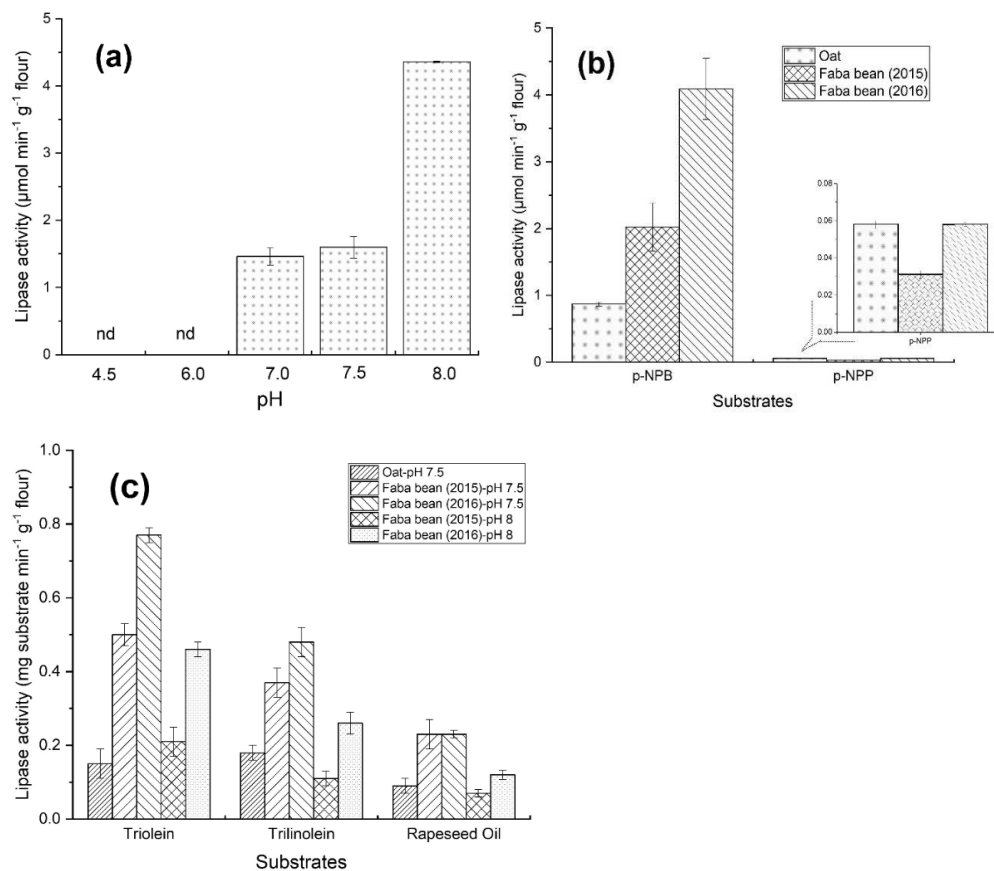 (a)
Lipase activity (µmol min⁻¹ g⁻¹ flour)
5
4
3
2
1
0
nd
nd
4.5 6.0 7.0 7.5 8.0
pH
(b)
Oat
Faba bean (2015)
Faba bean (2016)
Lipase activity (µmol min⁻¹ g⁻¹ flour)
5
4
3
2
1
0
0.08
0.06
0.04
0.02
0.00
p-NPP
p-NPB p-NPP
Substrates
(c)
Oat-pH 7.5
Faba bean (2015)-pH 7.5
Faba bean (2016)-pH 7.5
Faba bean (2015)-pH 8
Faba bean (2016)-pH 8
Lipase activity (mg substrate min⁻¹ g⁻¹ flour)
1.0
0.8
0.6
0.4
0.2
0.0
Triolein Trilinolein Rapeseed Oil
Substrates